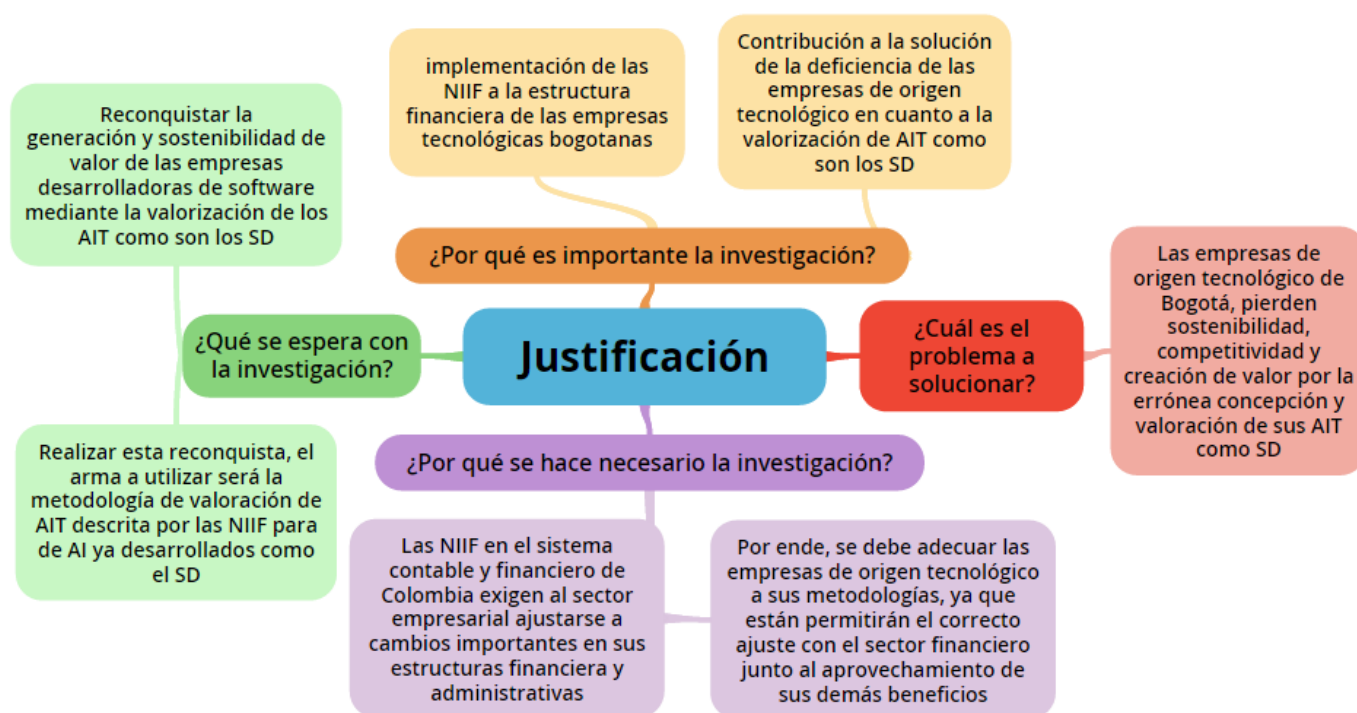 Justificación
¿Por qué es importante la investigación?
implementación de las
NIIF a la estructura
financiera de las empresas
tecnológicas bogotanas
Contribución a la solución
de la deficiencia de las
empresas de origen
tecnológico en cuanto a la
valorización de AIT como
son los SD
¿Cuál es el
problema a
solucionar?
Las empresas de
origen tecnológico de
Bogotá, pierden
sostenibilidad,
competitividad y
creación de valor por la
errónea concepción y
valoración de sus AIT
como SD
¿Por qué se hace necesario la investigación?
Las NIIF en el sistema
contable y financiero de
Colombia exigen al sector
empresarial ajustarse a
cambios importantes en sus
estructuras financiera y
administrativas
Por ende, se debe adecuar las
empresas de origen tecnológico
a sus metodologías, ya que
están permitirán el correcto
ajuste con el sector financiero
junto al aprovechamiento de
sus demás beneficios
¿Qué se espera con
la investigación?
Reconquistar la
generación y sostenibilidad de
valor de las empresas
desarrolladoras de software
mediante la valorización de los
AIT como son los SD
Realizar esta reconquista, el
arma a utilizar será la
metodología de valoración de
AIT descrita por las NIIF para
de AI ya desarrollados como
el SD